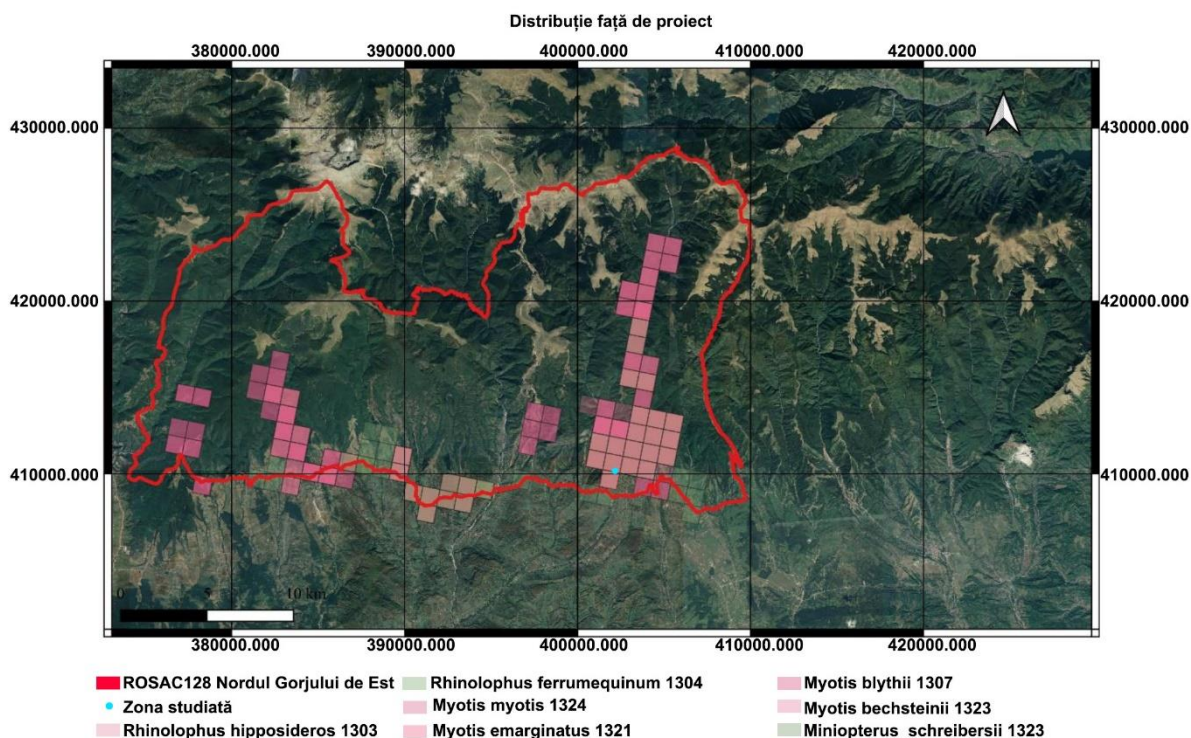 Distribuție față de proiect
380000.000 390000.000 400000.000 410000.000 420000.000
430000.000 430000.000
420000.000 420000.000
410000.000 410000.000
0 5 10 km
380000.000 390000.000 400000.000 410000.000 420000.000
ROSAC128 Nordul Gorjului de Est Rhinolophus ferrumequinum 1304 Myotis blythii 1307
Zona studiată Myotis myotis 1324 Myotis bechsteinii 1323
Rhinolophus hipposideros 1303 Myotis emarginatus 1321 Miniopterus schreibersii 1323